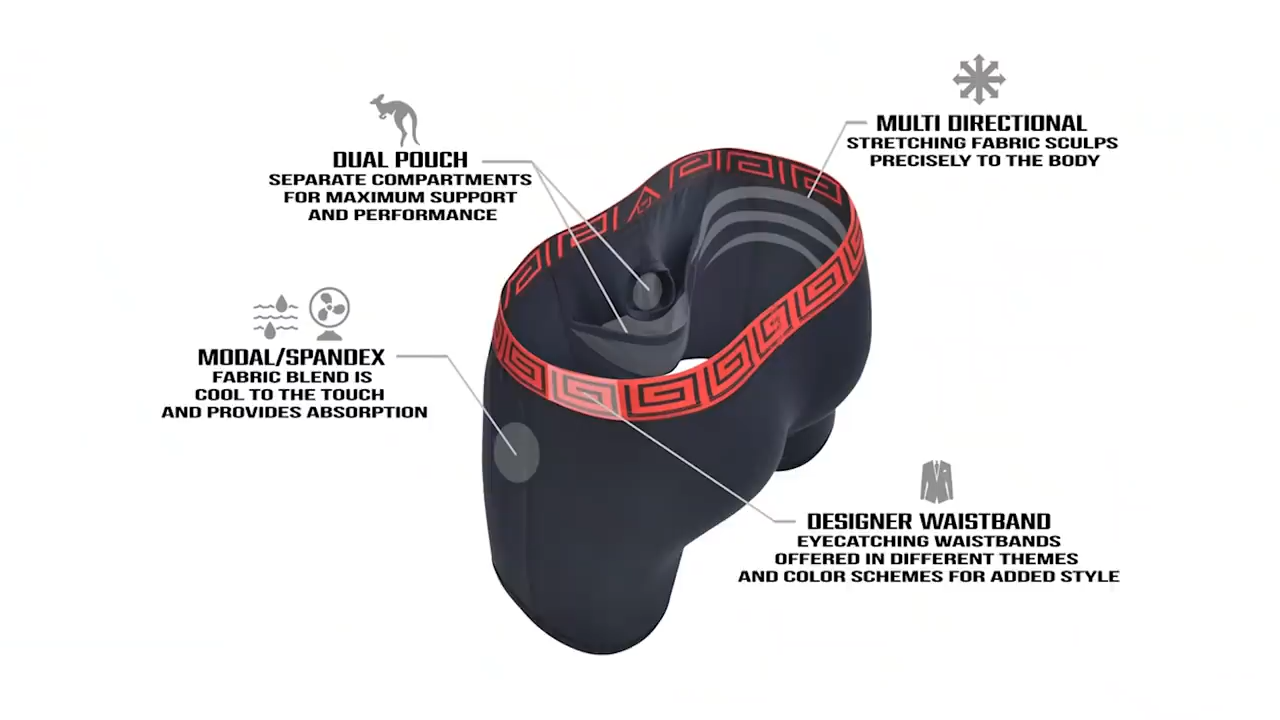 DUAL POUCH
SEPARATE COMPARTMENTS
FOR MAXIMUM SUPPORT
AND PERFORMANCE
MULTI DIRECTIONAL
STRETCHING FABRIC SCULPS
PRECISELY TO THE BODY
MODAL/SPANDEX
FABRIC BLEND IS
COOL TO THE TOUCH
AND PROVIDES ABSORPTION
DESIGNER WAISTBAND
EYECATCHING WAISTBANDS
OFFERED IN DIFFERENT THEMES
AND COLOR SCHEMES FOR ADDED STYLE